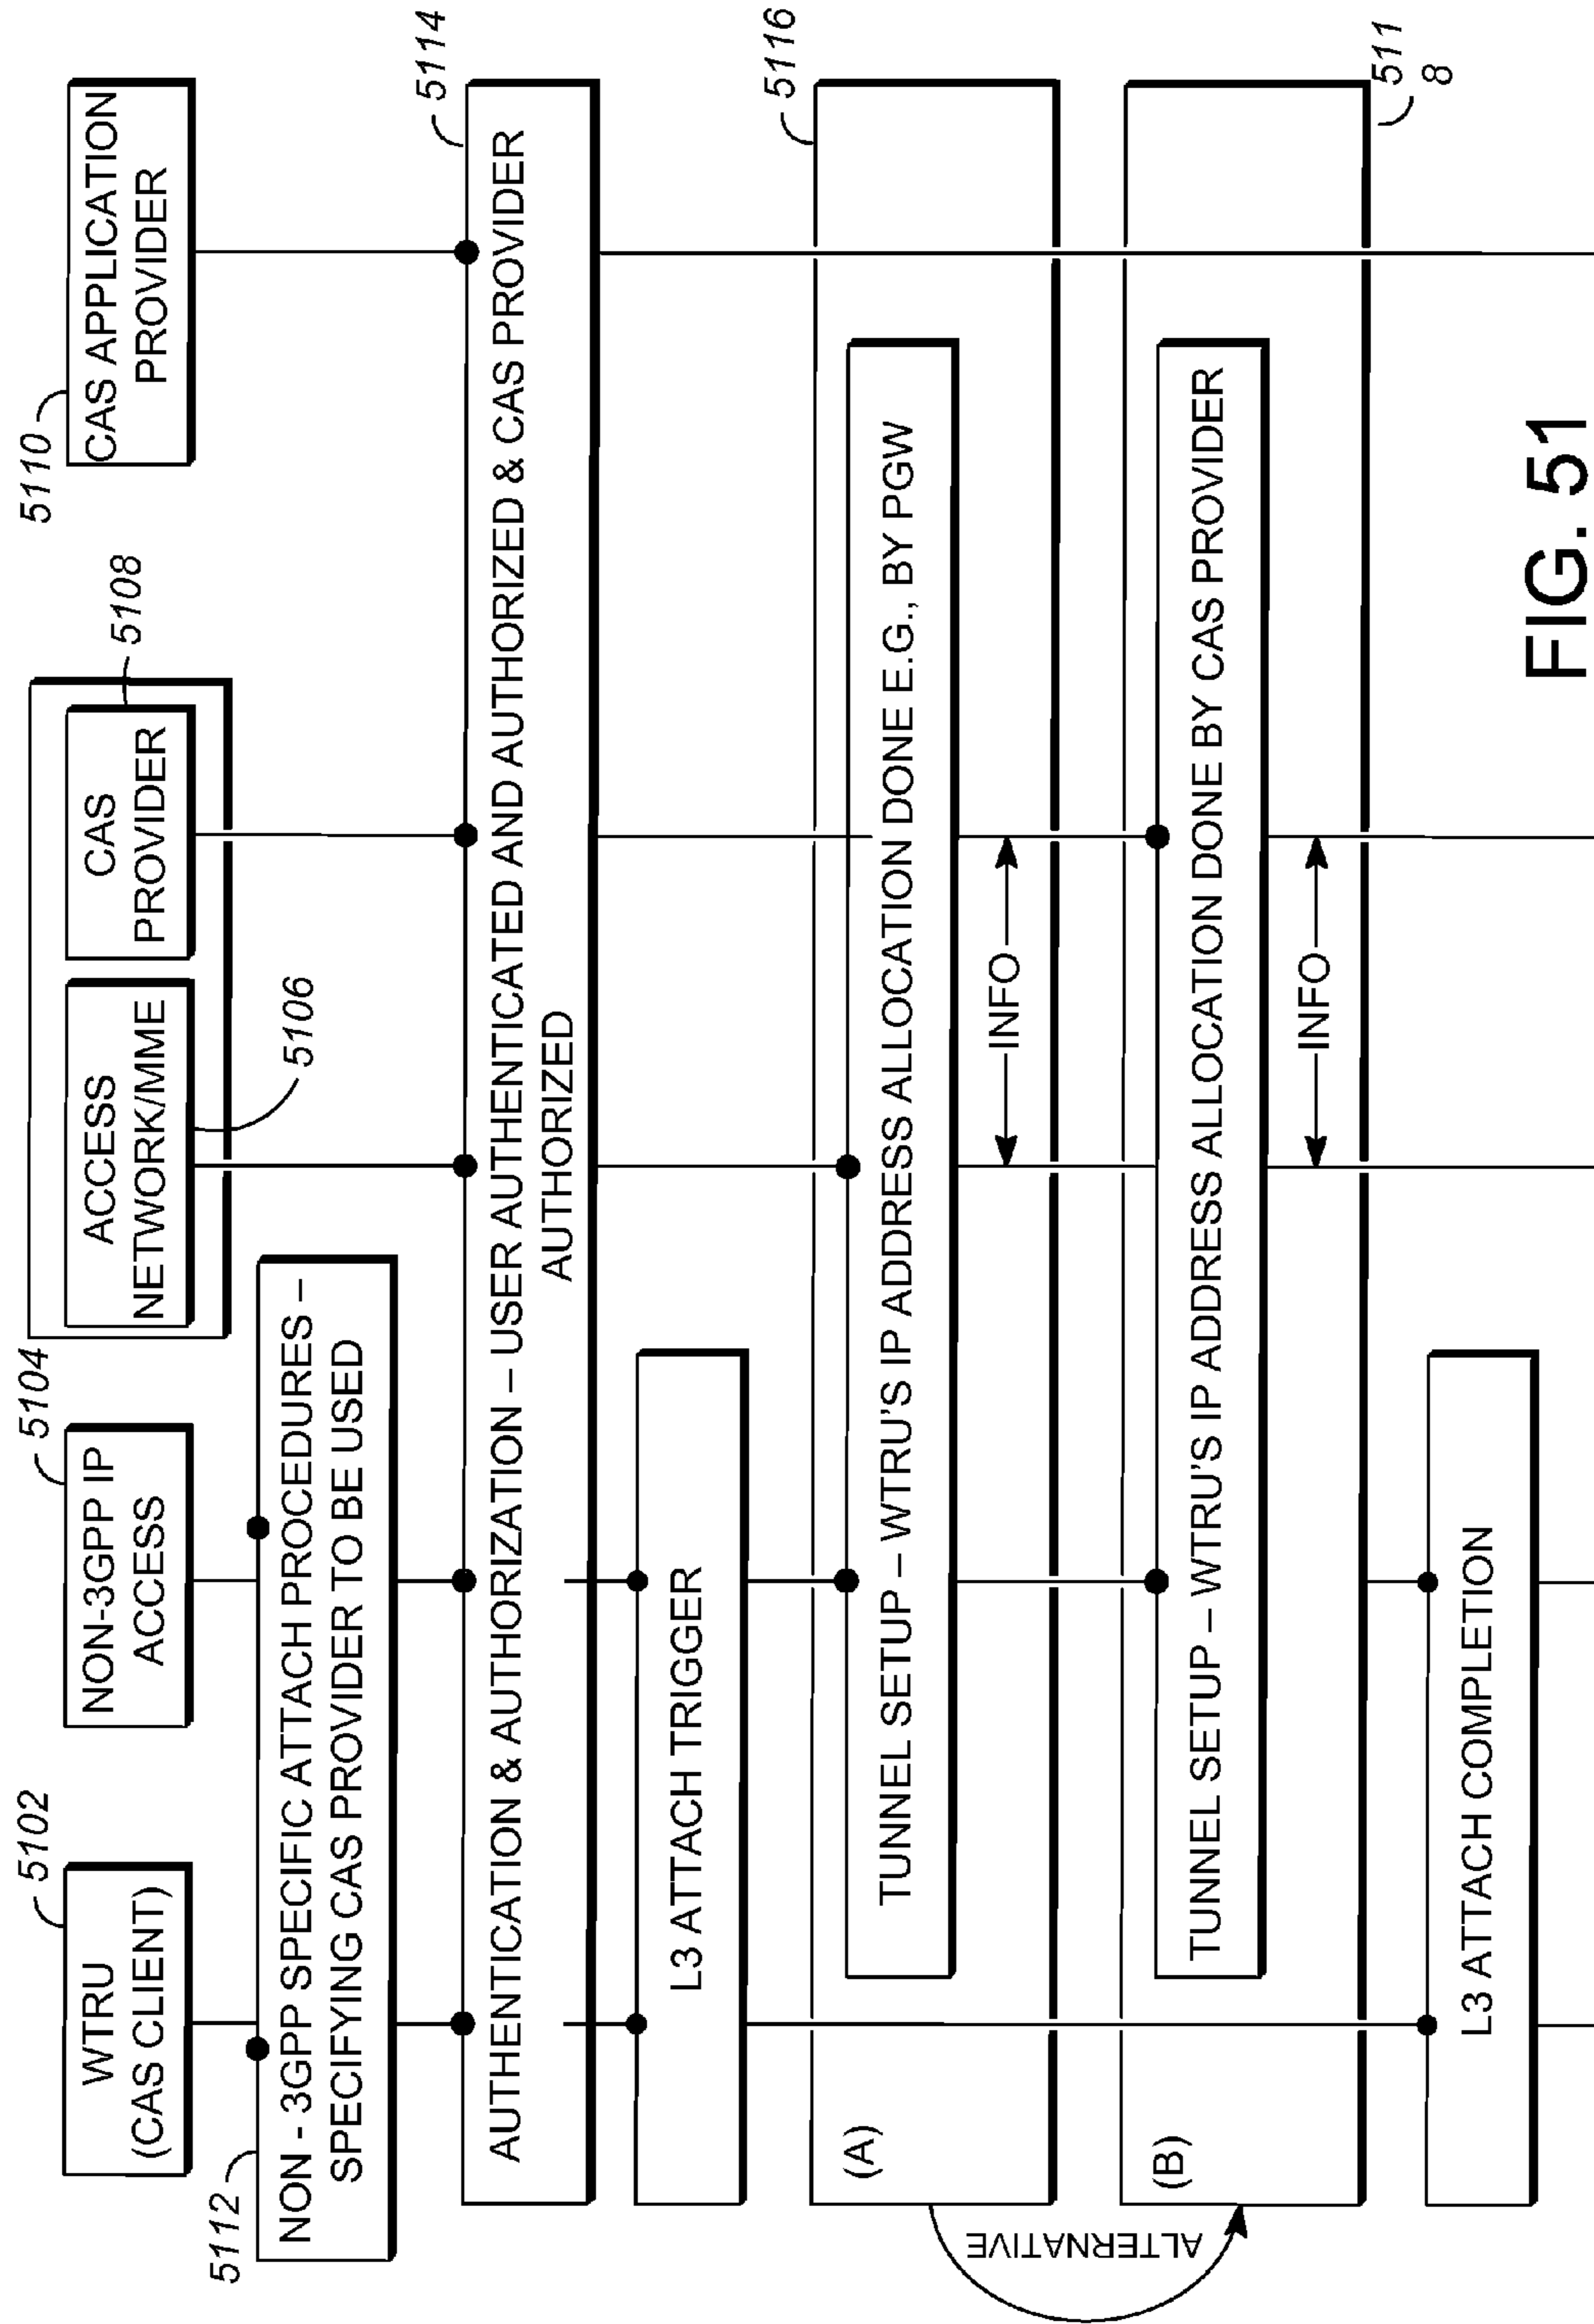 5102
5104
5106
5108
5110
WTRU
(CAS CLIENT)
NON-3GPP IP
ACCESS
ACCESS
NETWORK/MME
CAS
PROVIDER
CAS APPLICATION
PROVIDER
5112
NON - 3GPP SPECIFIC ATTACH PROCEDURES –
SPECIFYING CAS PROVIDER TO BE USED
5114
AUTHENTICATION & AUTHORIZATION – USER AUTHENTICATED AND AUTHORIZED & CAS PROVIDER
AUTHORIZED
L3 ATTACH TRIGGER
5116
(A)
TUNNEL SETUP – WTRU'S IP ADDRESS ALLOCATION DONE E.G., BY PGW
INFO
ALTERNATIVE
(B)
TUNNEL SETUP – WTRU'S IP ADDRESS ALLOCATION DONE BY CAS PROVIDER
INFO
511
8
L3 ATTACH COMPLETION
FIG. 51